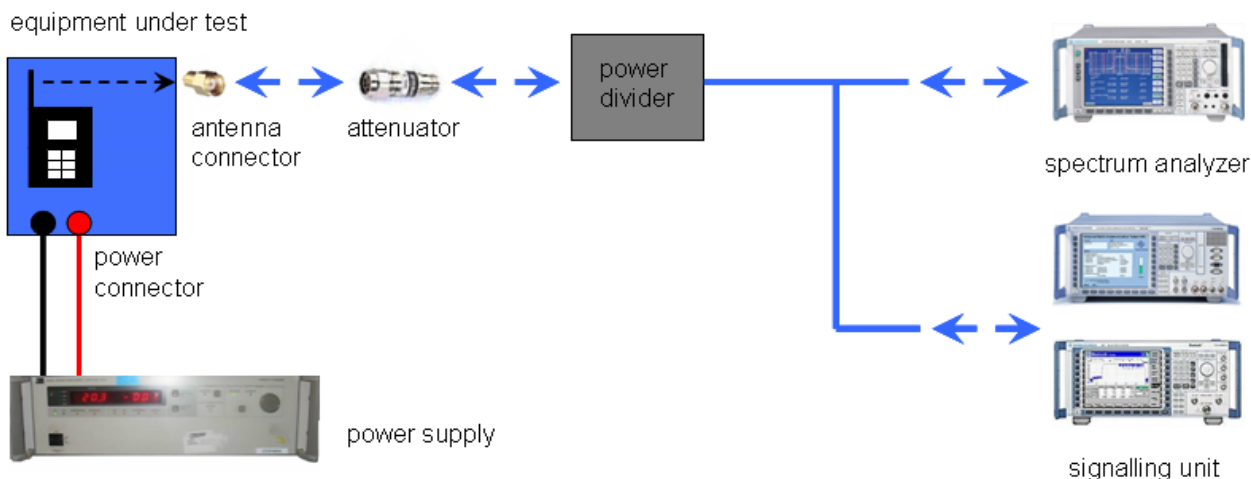 equipment under test
power
divider
antenna
connector
attenuator
spectrum analyzer
power
connector
power supply
signalling unit